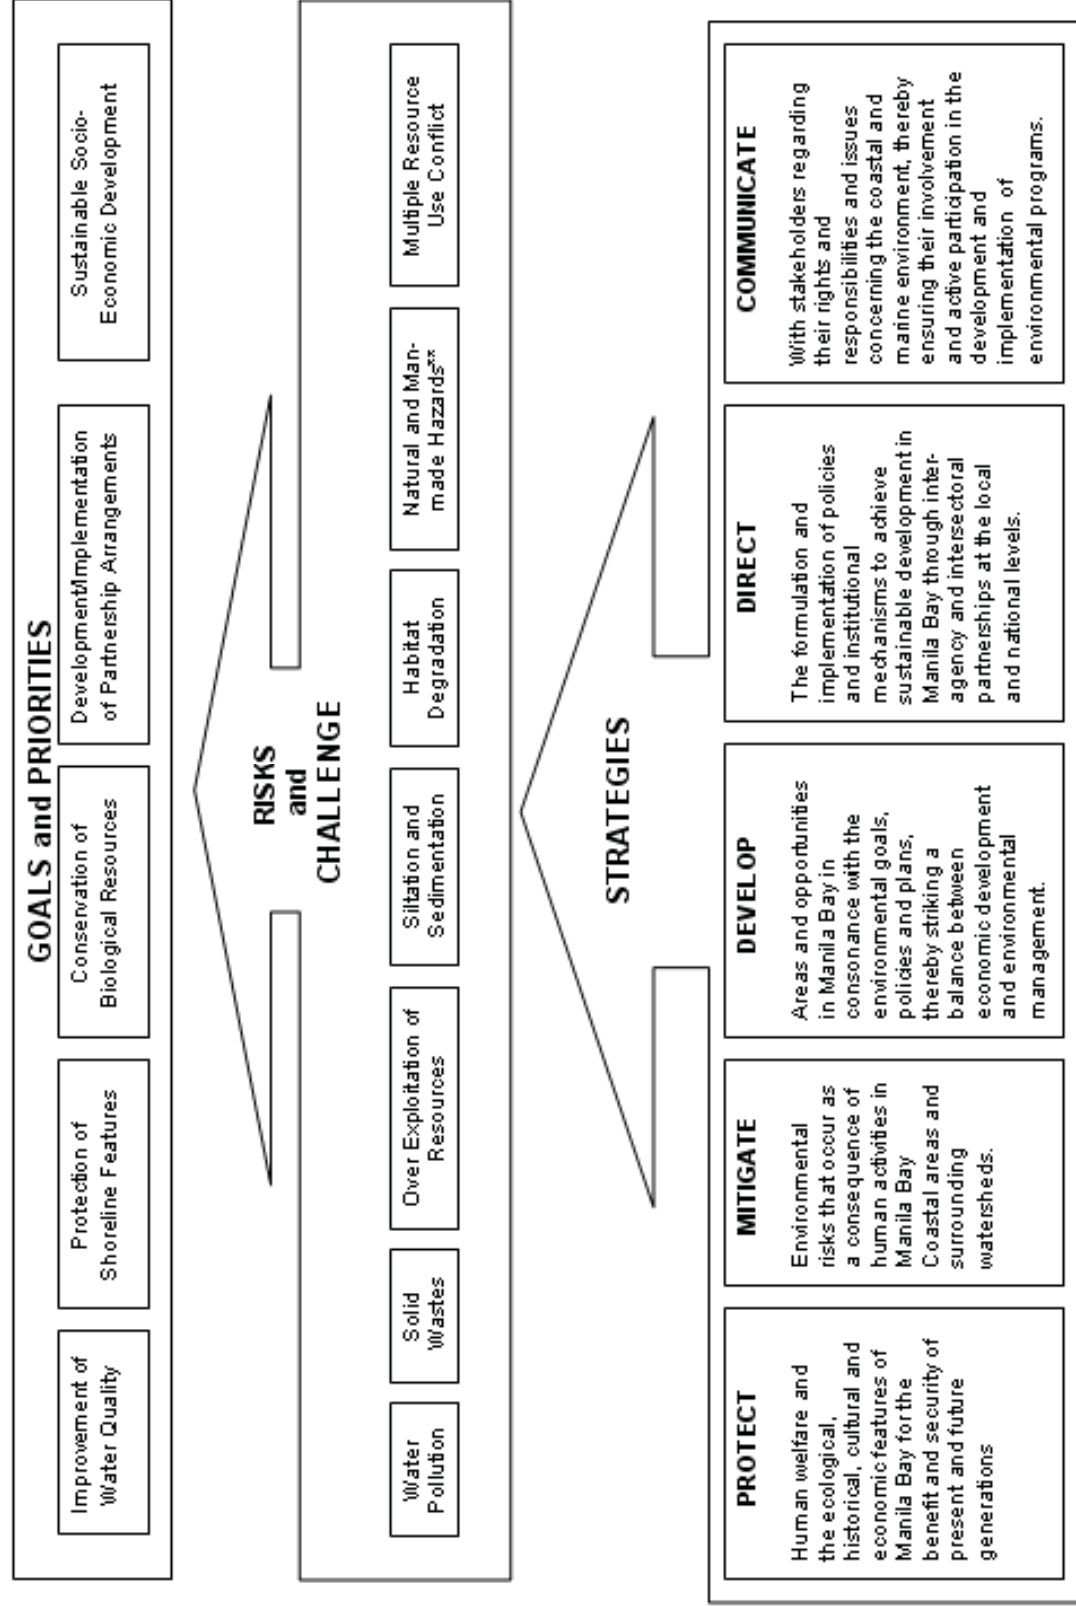 GOALS and PRIORITIES
Improvement of
Water Quality
Protection of
Shoreline Features
Conservation of
Biological Resources
Development/Implementation
of Partnership Arrangements
Sustainable Socio-
Economic Development
RISKS
and
CHALLENGE
Water
Pollution
Solid
Wastes
Over Exploitation of
Resources
Siltation and
Sedimentation
Habitat
Degradation
Natural and Man-
made Hazards**
Multiple Resource
Use Conflict
STRATEGIES
PROTECT
Human welfare and
the ecological,
historical, cultural and
economic features of
Manila Bay for the
benefit and security of
present and future
generations
MITIGATE
Environmental
risks that occur as
a consequence of
human activities in
Manila Bay
Coastal areas and
surrounding
watersheds.
DEVELOP
Areas and opportunities
in Manila Bay in
consonance with the
environmental goals,
policies and plans,
thereby striking a
balance between
economic development
and environmental
management.
DIRECT
The formulation and
implementation of policies
and institutional
mechanisms to achieve
sustainable development in
Manila Bay through inter-
agency and intersectoral
partnerships at the local
and national levels.
COMMUNICATE
With stakeholders regarding
their rights and
responsibilities and issues
concerning the coastal and
marine environment, thereby
ensuring their involvement
and active participation in the
development and
implementation of
environmental programs.